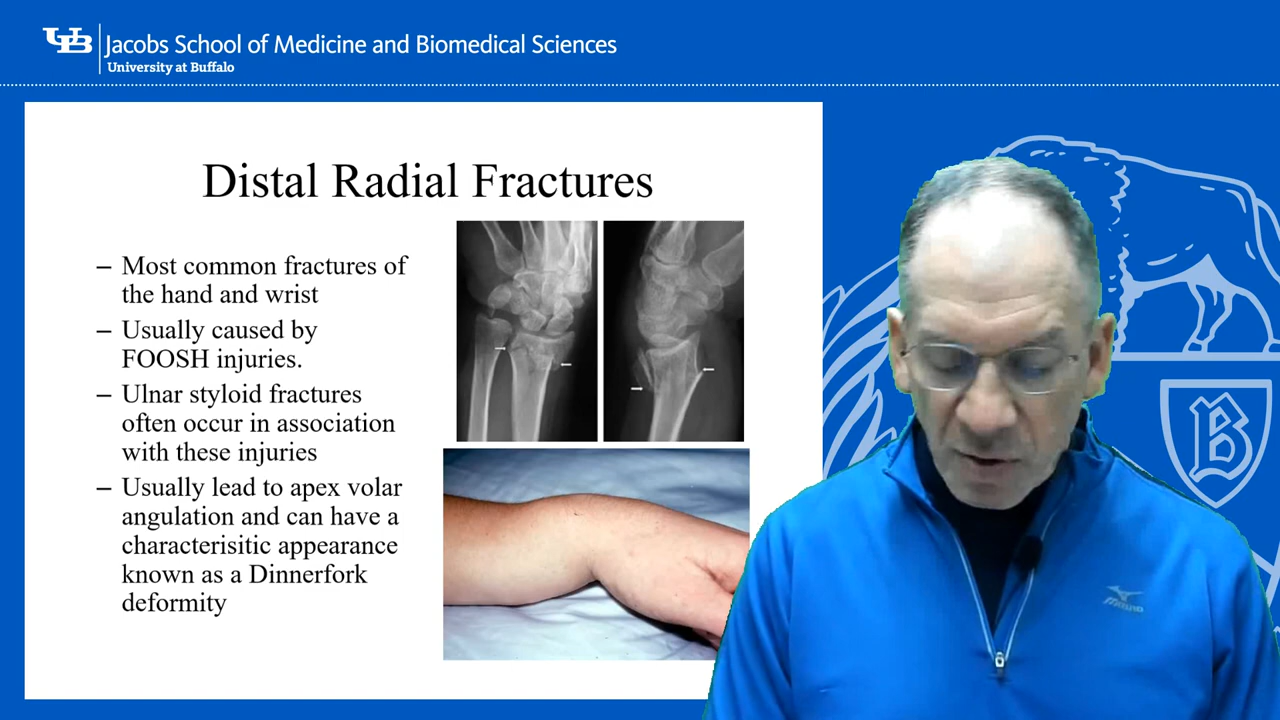 UB Jacobs School of Medicine and Biomedical Sciences
University at Buffalo
Distal Radial Fractures
– Most common fractures of
the hand and wrist
– Usually caused by
FOOSH injuries.
– Ulnar styloid fractures
often occur in association
with these injuries
– Usually lead to apex volar
angulation and can have a
characterisitic appearance
known as a Dinnerfork
deformity
B
MIZUNO